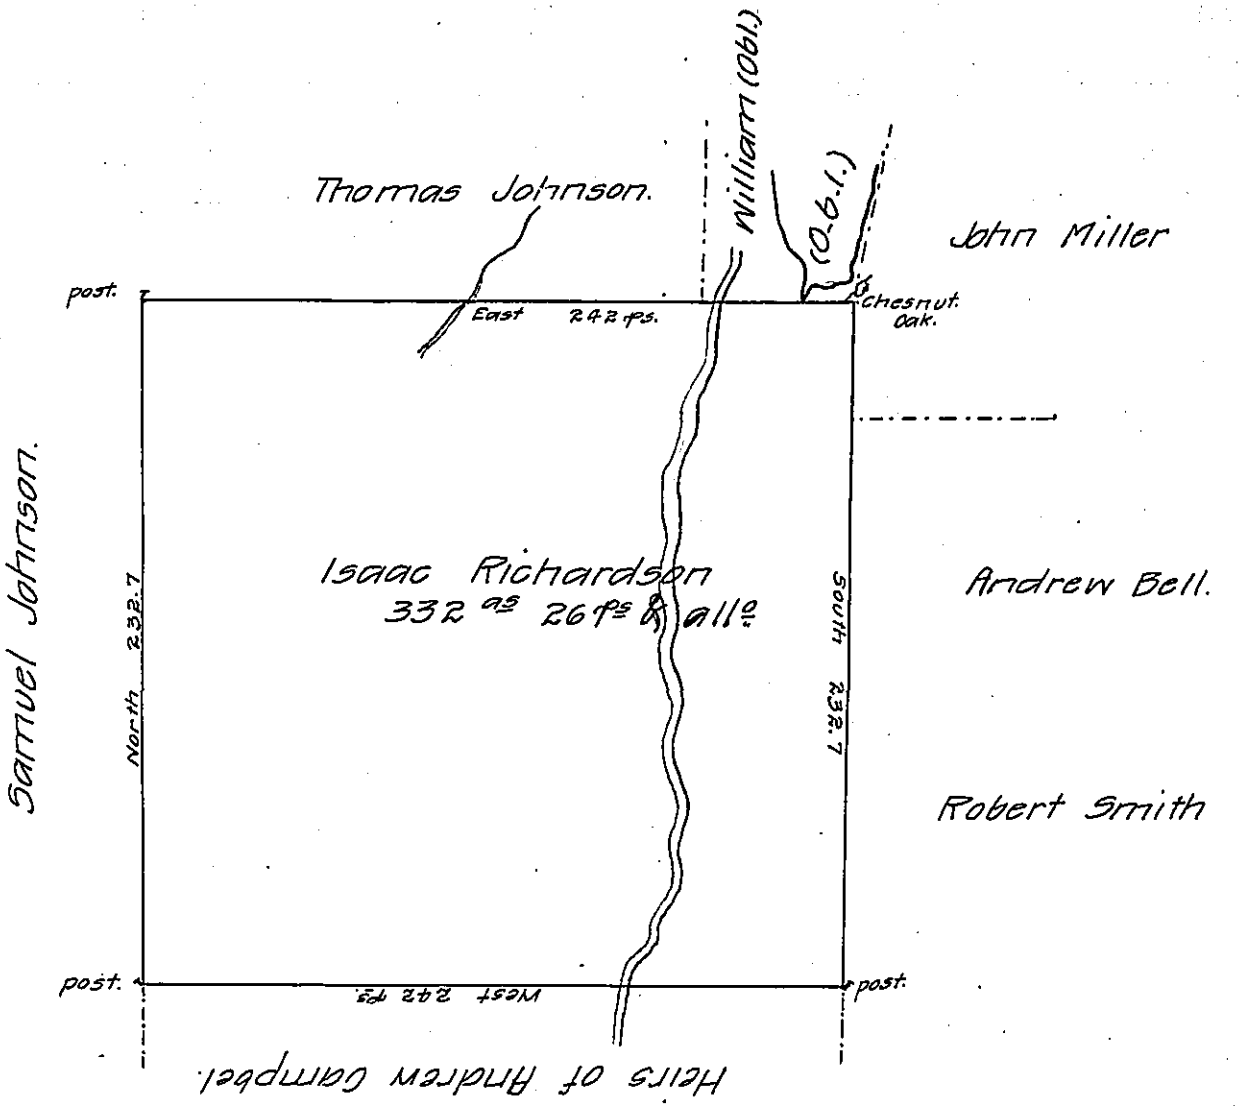 William (Obl.)
(O-b-l.)
Thomas Johnson.
John Miller
post.
East 242 ps.
Chesnut.
Oak.
Samuel Johnson.
North 232.7
Isaac Richardson
332 as 26 ps & allo
South 232.7
Andrew Bell.
Robert Smith
post.
West 242 ps.
post.
Heirs of Andrew Campbel.